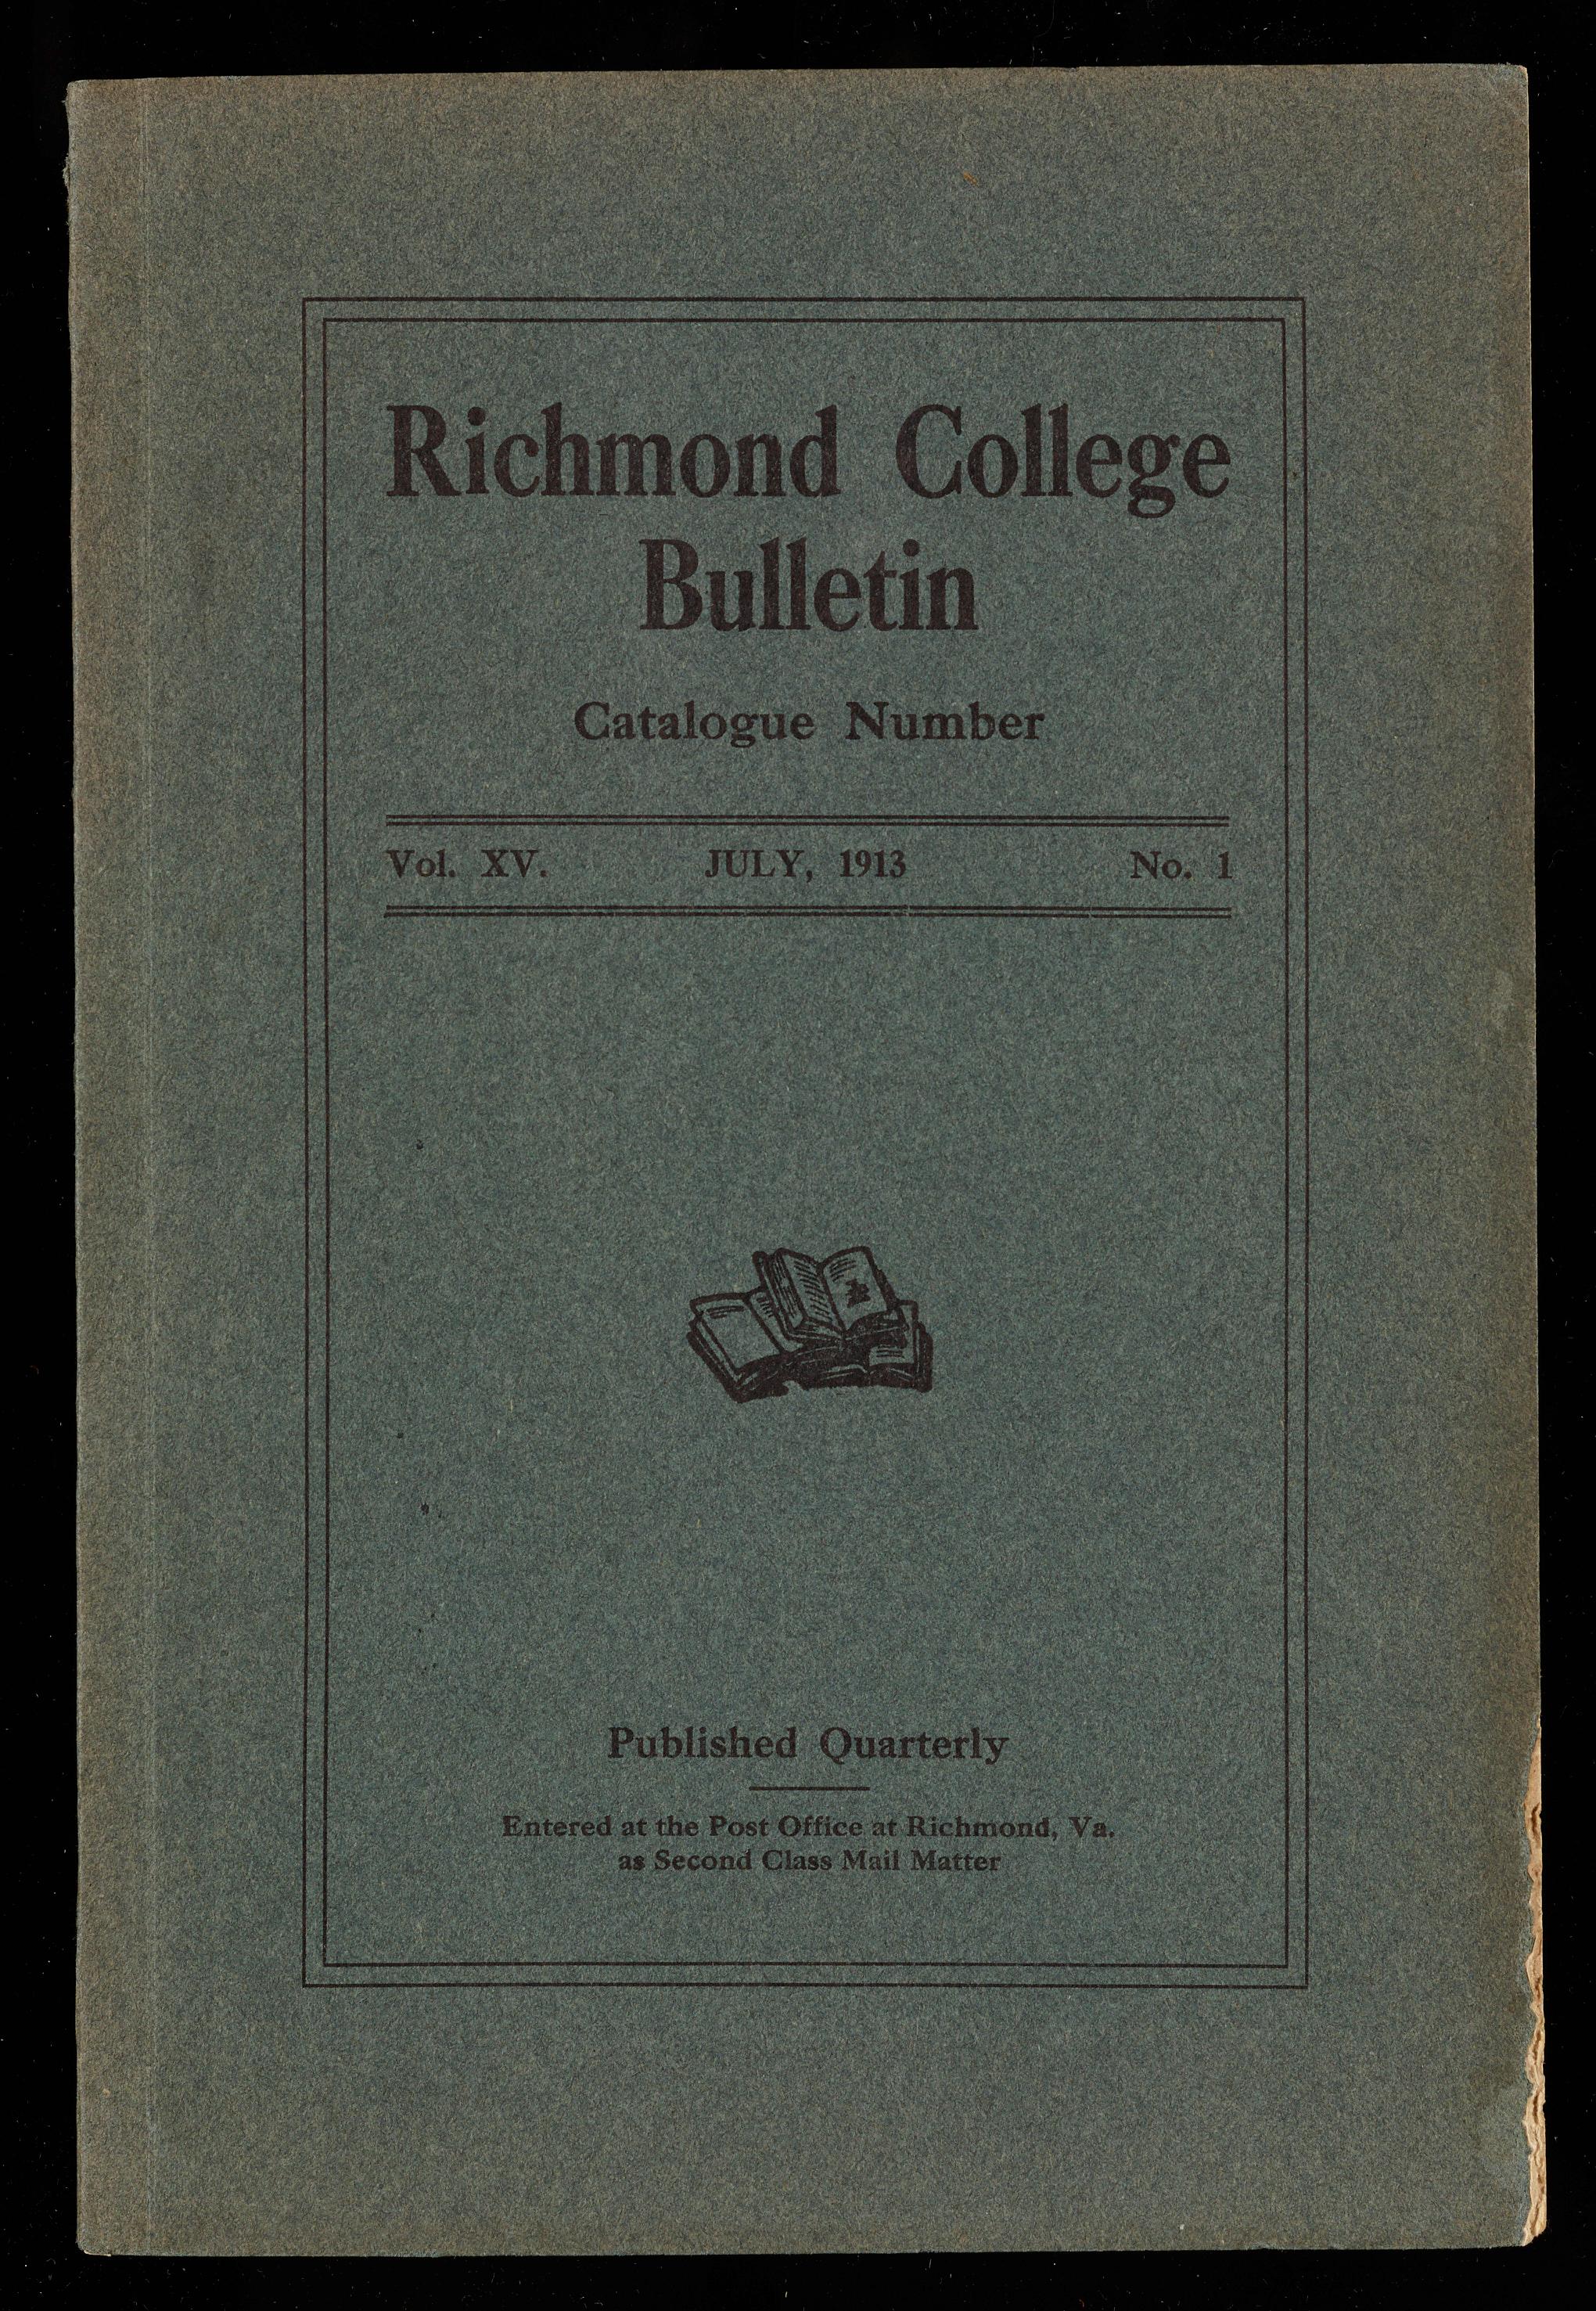 Richmond College
Bulletin
Catalogue Number
Vol. XV. JULY, 1913 No. 1
Published Quarterly
Entered at the Post Office at Richmond, Va.
as Second Class Mail Matter